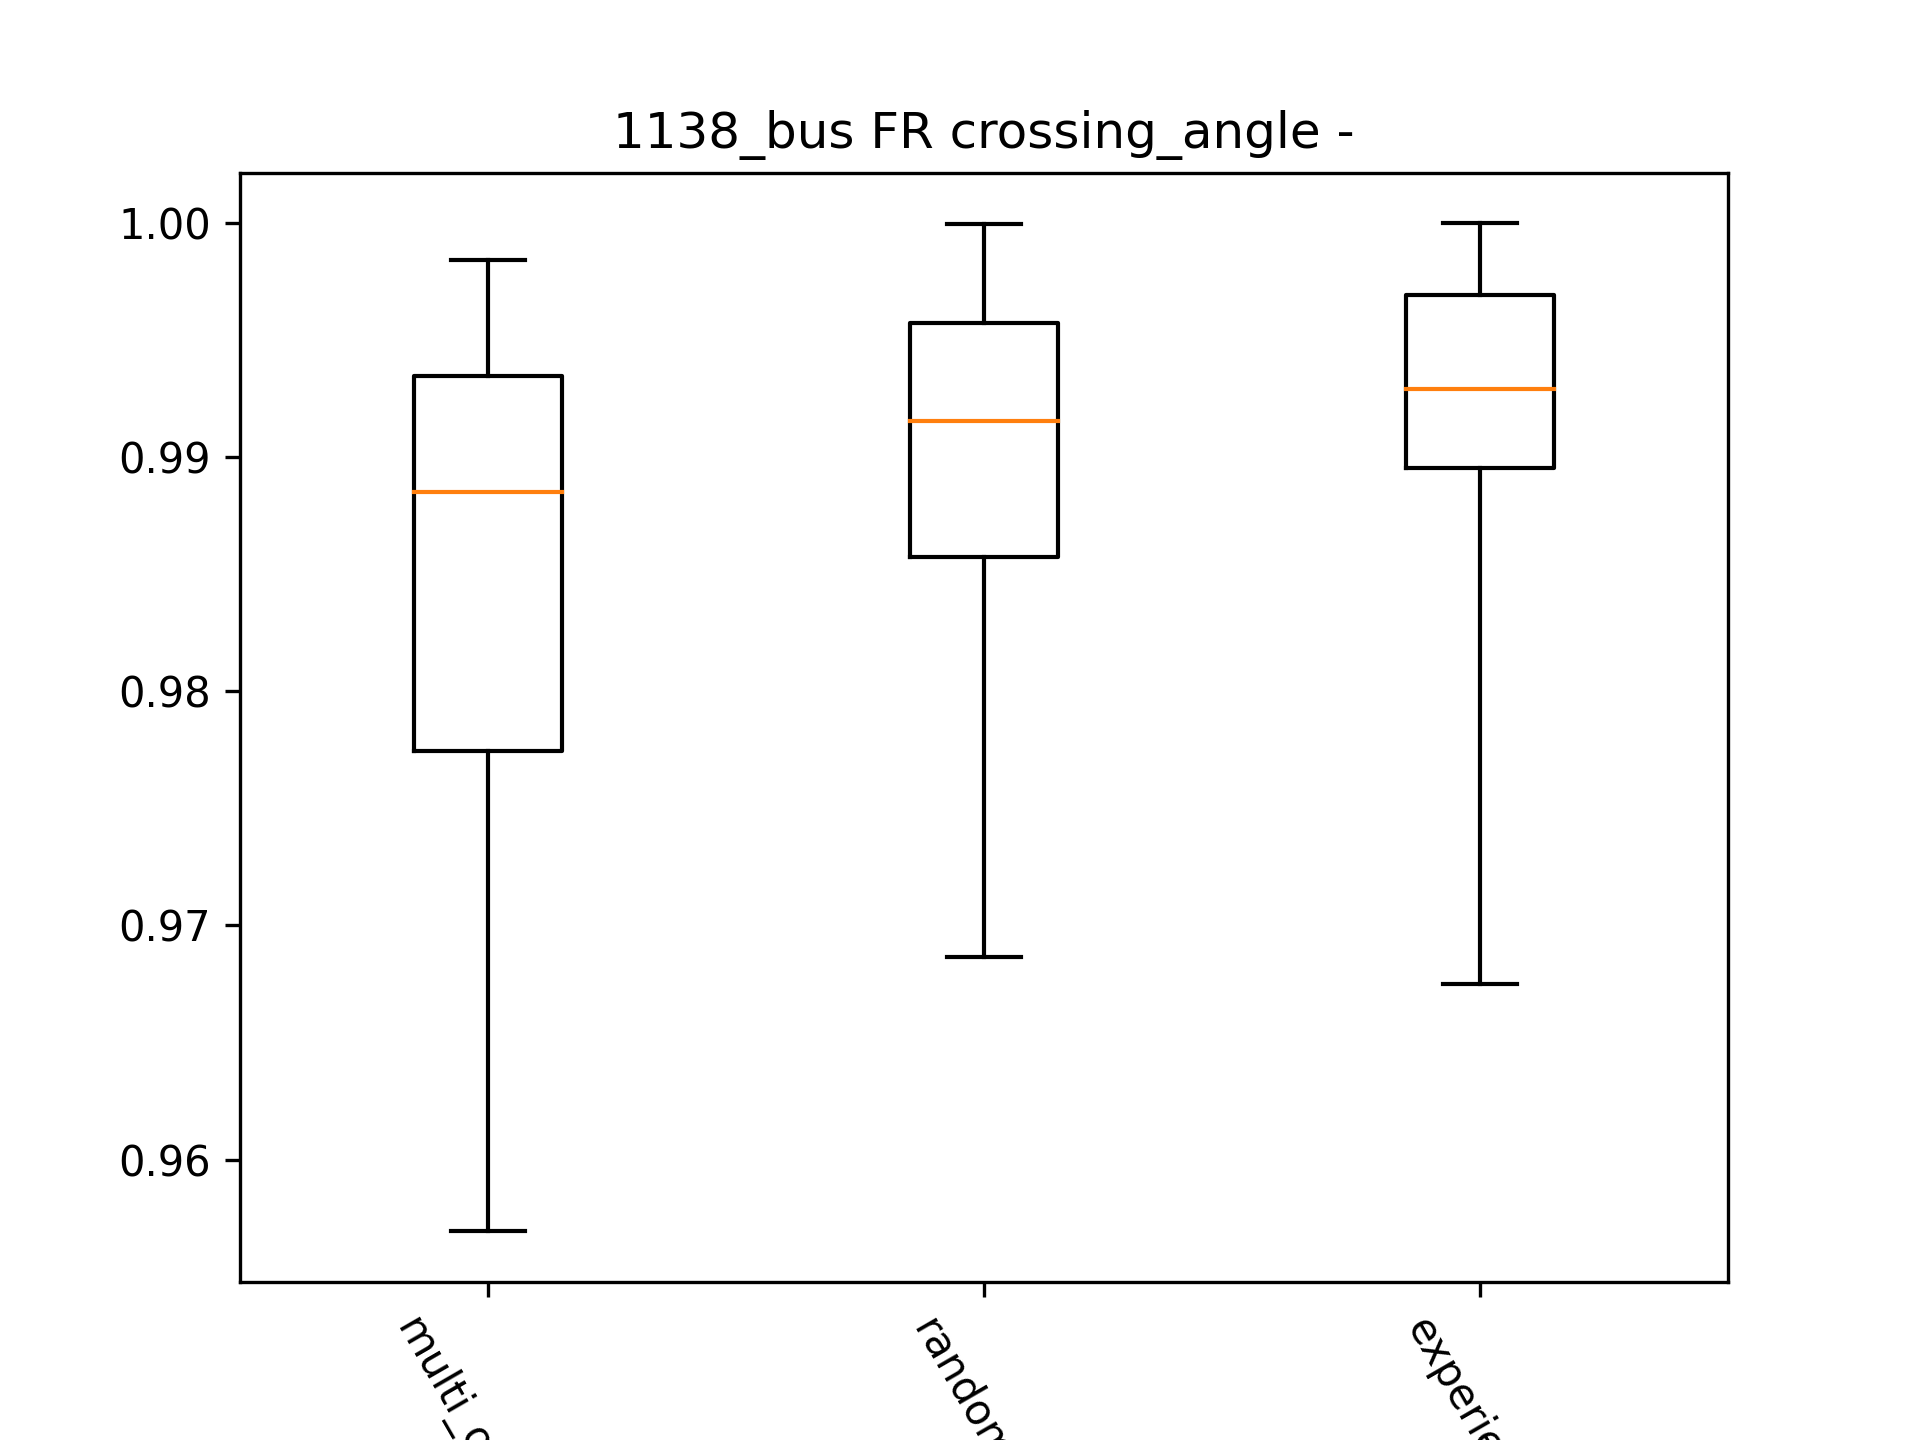 1138_bus FR crossing_angle -
1.00
0.99
0.98
0.97
0.96
multi_
random
experie